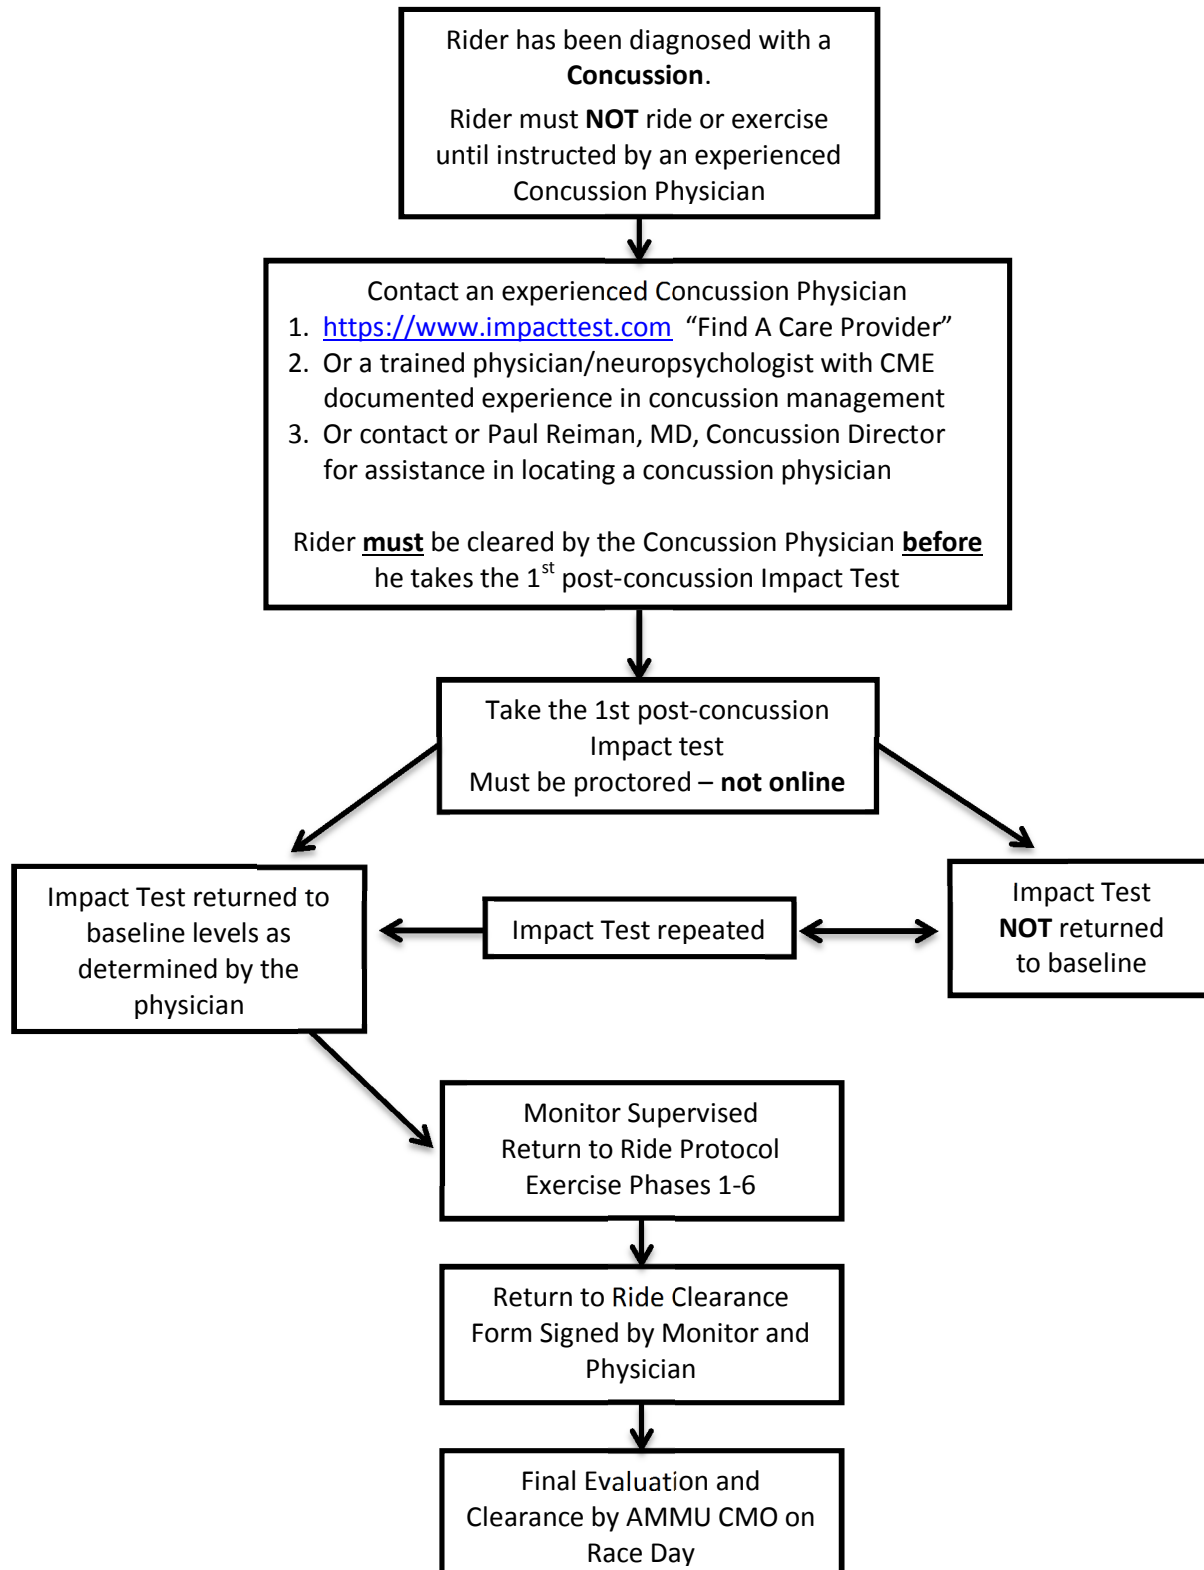 Rider has been diagnosed with a
Concussion.
Rider must NOT ride or exercise
until instructed by an experienced
Concussion Physician
Contact an experienced Concussion Physician
1. https://www.impacttest.com “Find A Care Provider”
2. Or a trained physician/neuropsychologist with CME
documented experience in concussion management
3. Or contact or Paul Reiman, MD, Concussion Director
for assistance in locating a concussion physician
Rider must be cleared by the Concussion Physician before
he takes the 1st post-concussion Impact Test
Take the 1st post-concussion
Impact test
Must be proctored – not online
Impact Test returned to
baseline levels as
determined by the
physician
Impact Test repeated
Impact Test
NOT returned
to baseline
Monitor Supervised
Return to Ride Protocol
Exercise Phases 1-6
Return to Ride Clearance
Form Signed by Monitor and
Physician
Final Evaluation and
Clearance by AMMU CMO on
Race Day